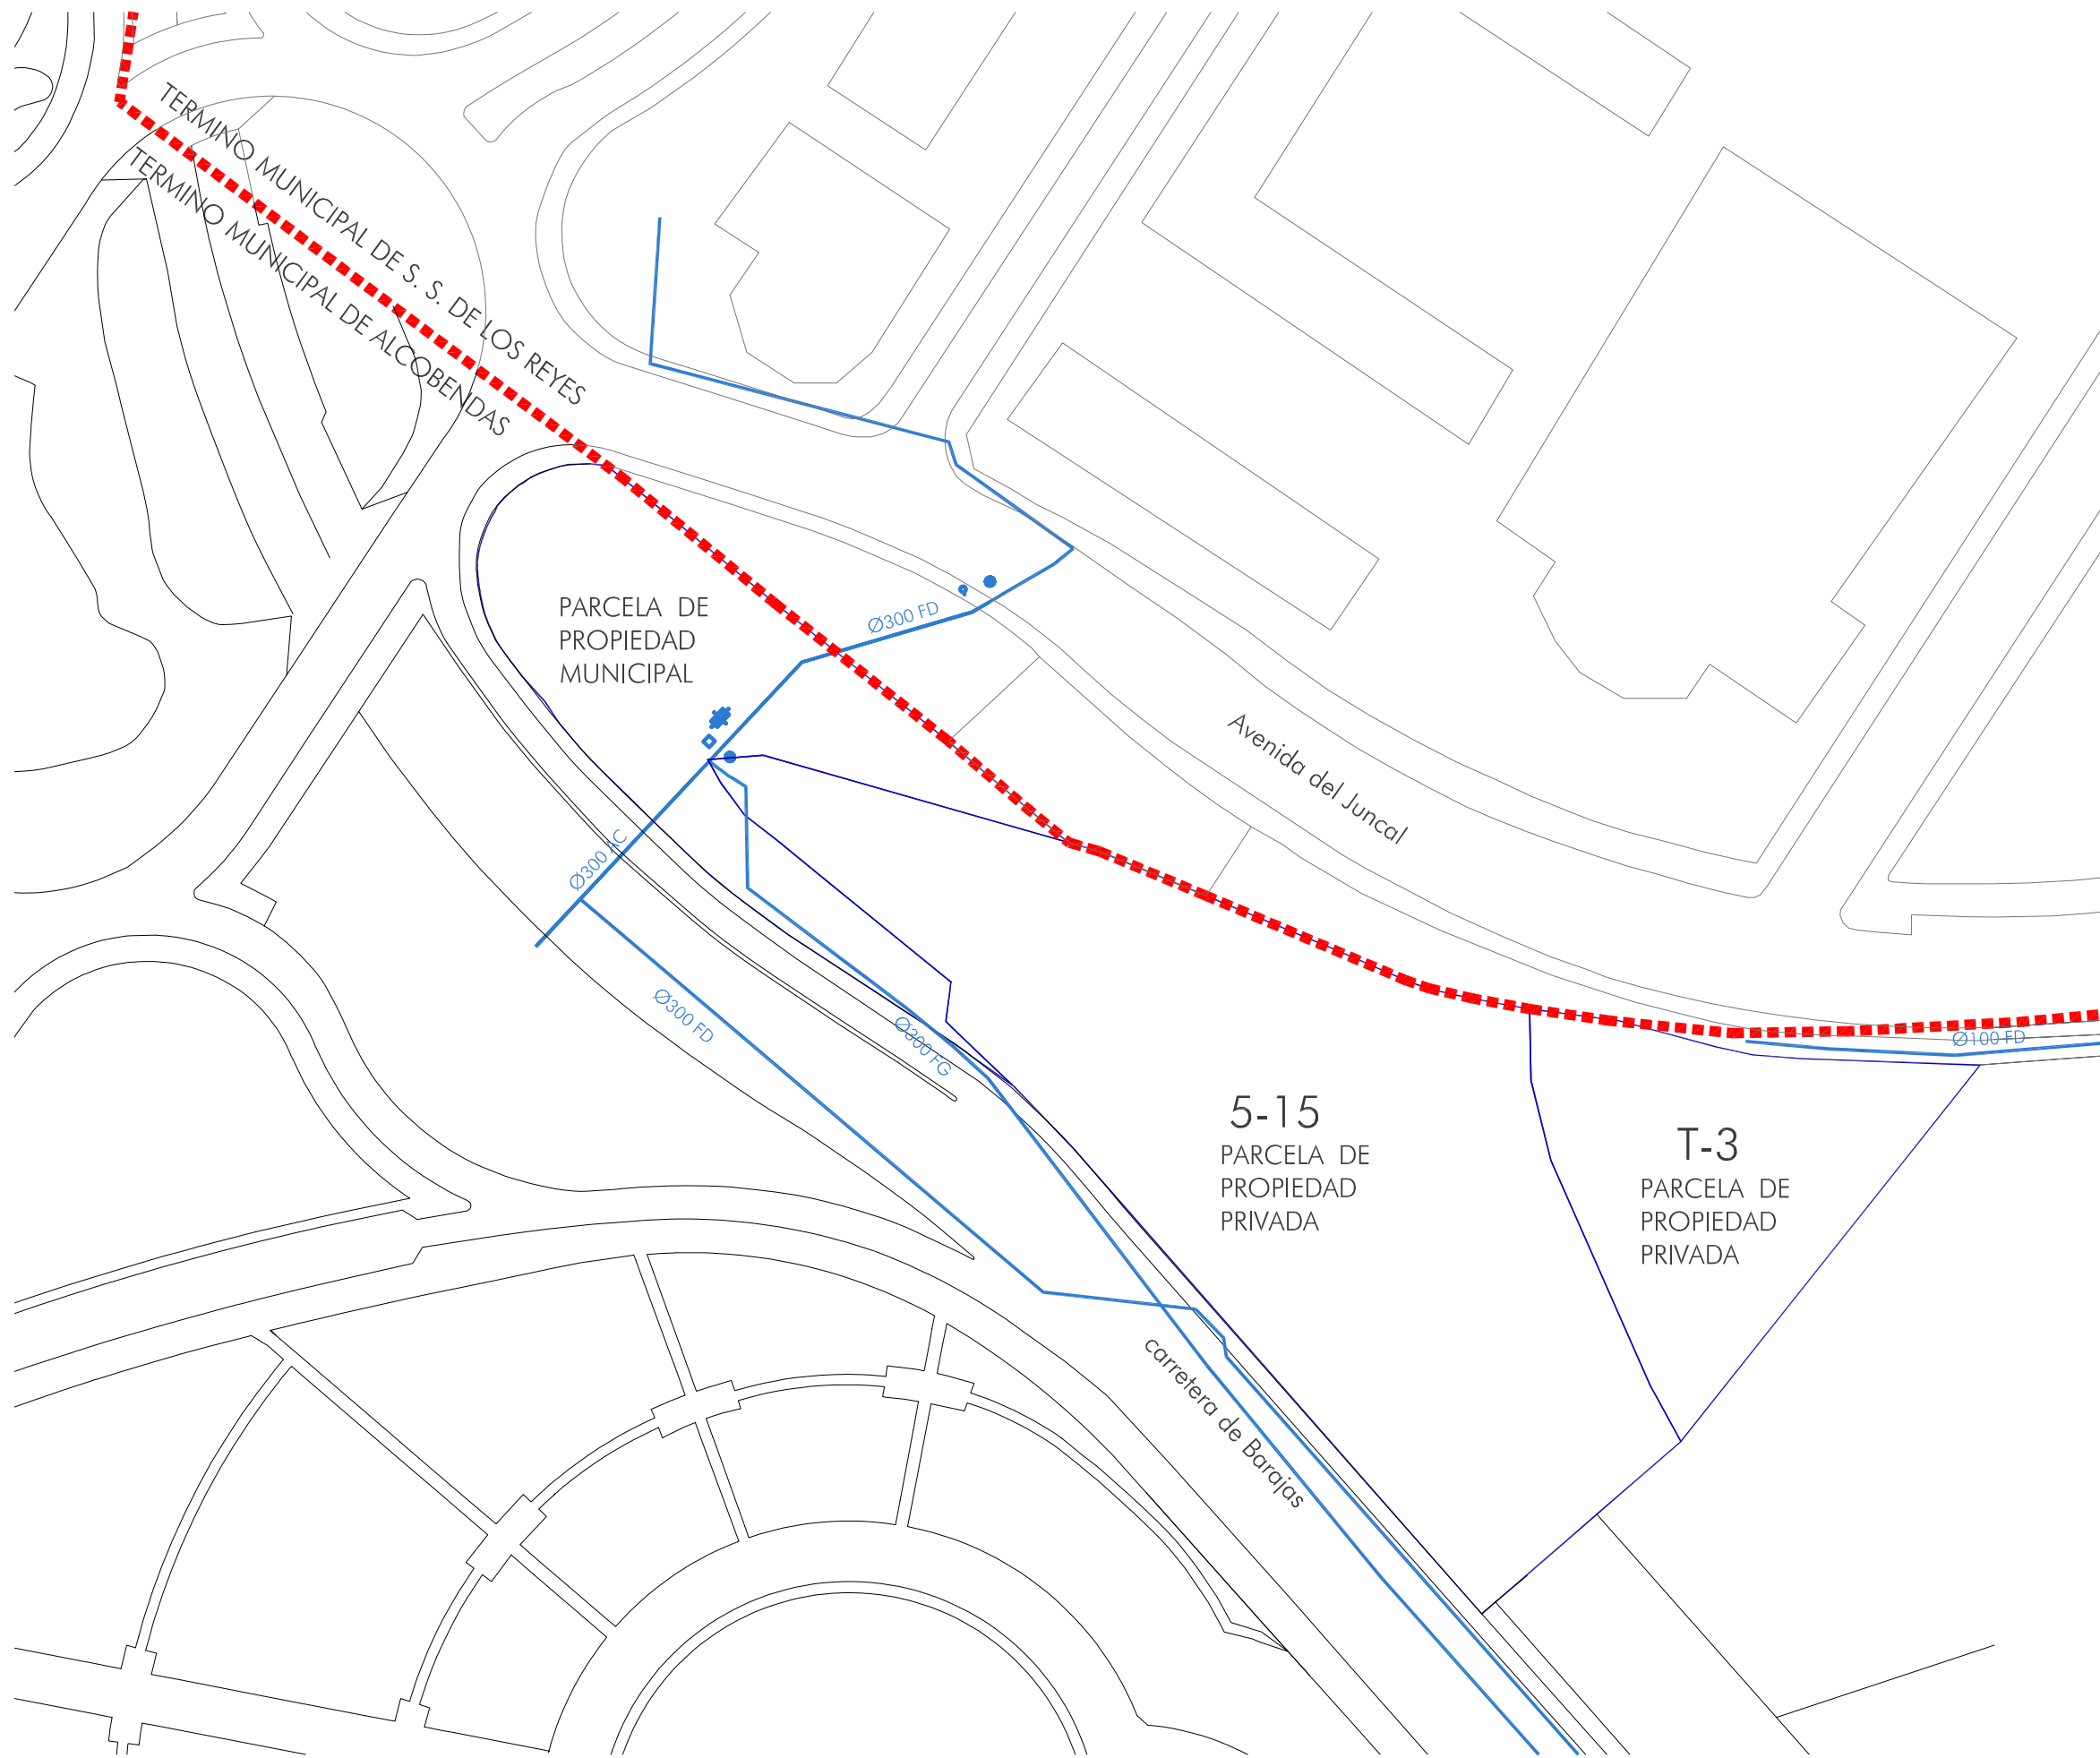 TERMINO MUNICIPAL DE S. S. DE LOS REYES
TERMINO MUNICIPAL DE ALCOBENDAS
PARCELA DE
PROPIEDAD
MUNICIPAL
Ø300 FD
Avenida del Juncal
Ø300 AC
Ø300 FD
Ø300 FG
Ø100 FD
5-15
PARCELA DE
PROPIEDAD
PRIVADA
T-3
PARCELA DE
PROPIEDAD
PRIVADA
carretera de Barajas